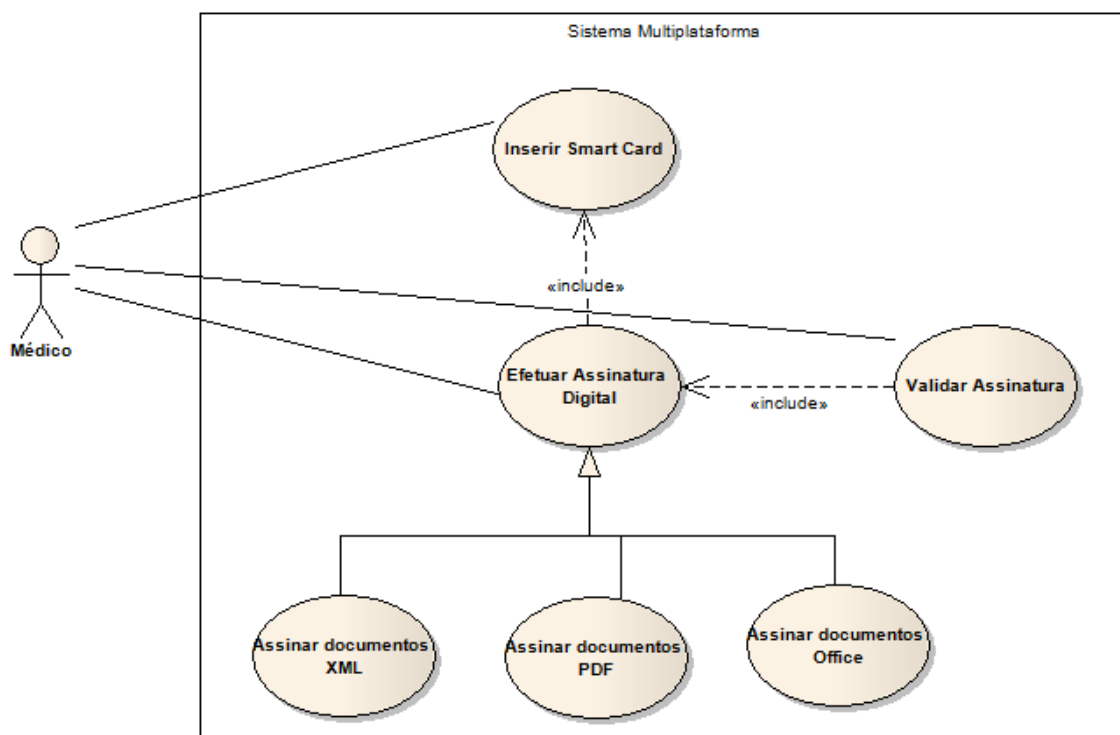 Sistema Multiplataforma
Inserir Smart Card
Médico
«include»
Efetuar Assinatura
Digital
«include»
Validar Assinatura
Assinar documentos
XML
Assinar documentos
PDF
Assinar documentos
Office